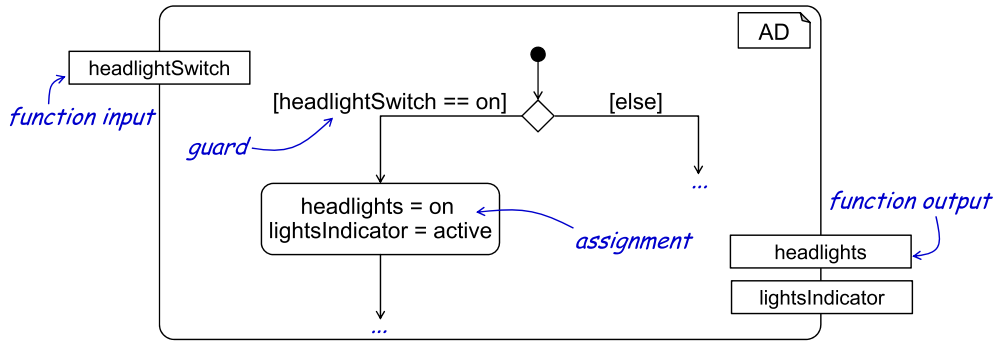 AD
headlightSwitch
function input
[headlightSwitch == on]
[else]
guard
...
headlights = on
lightsIndicator = active
assignment
function output
headlights
lightsIndicator
...